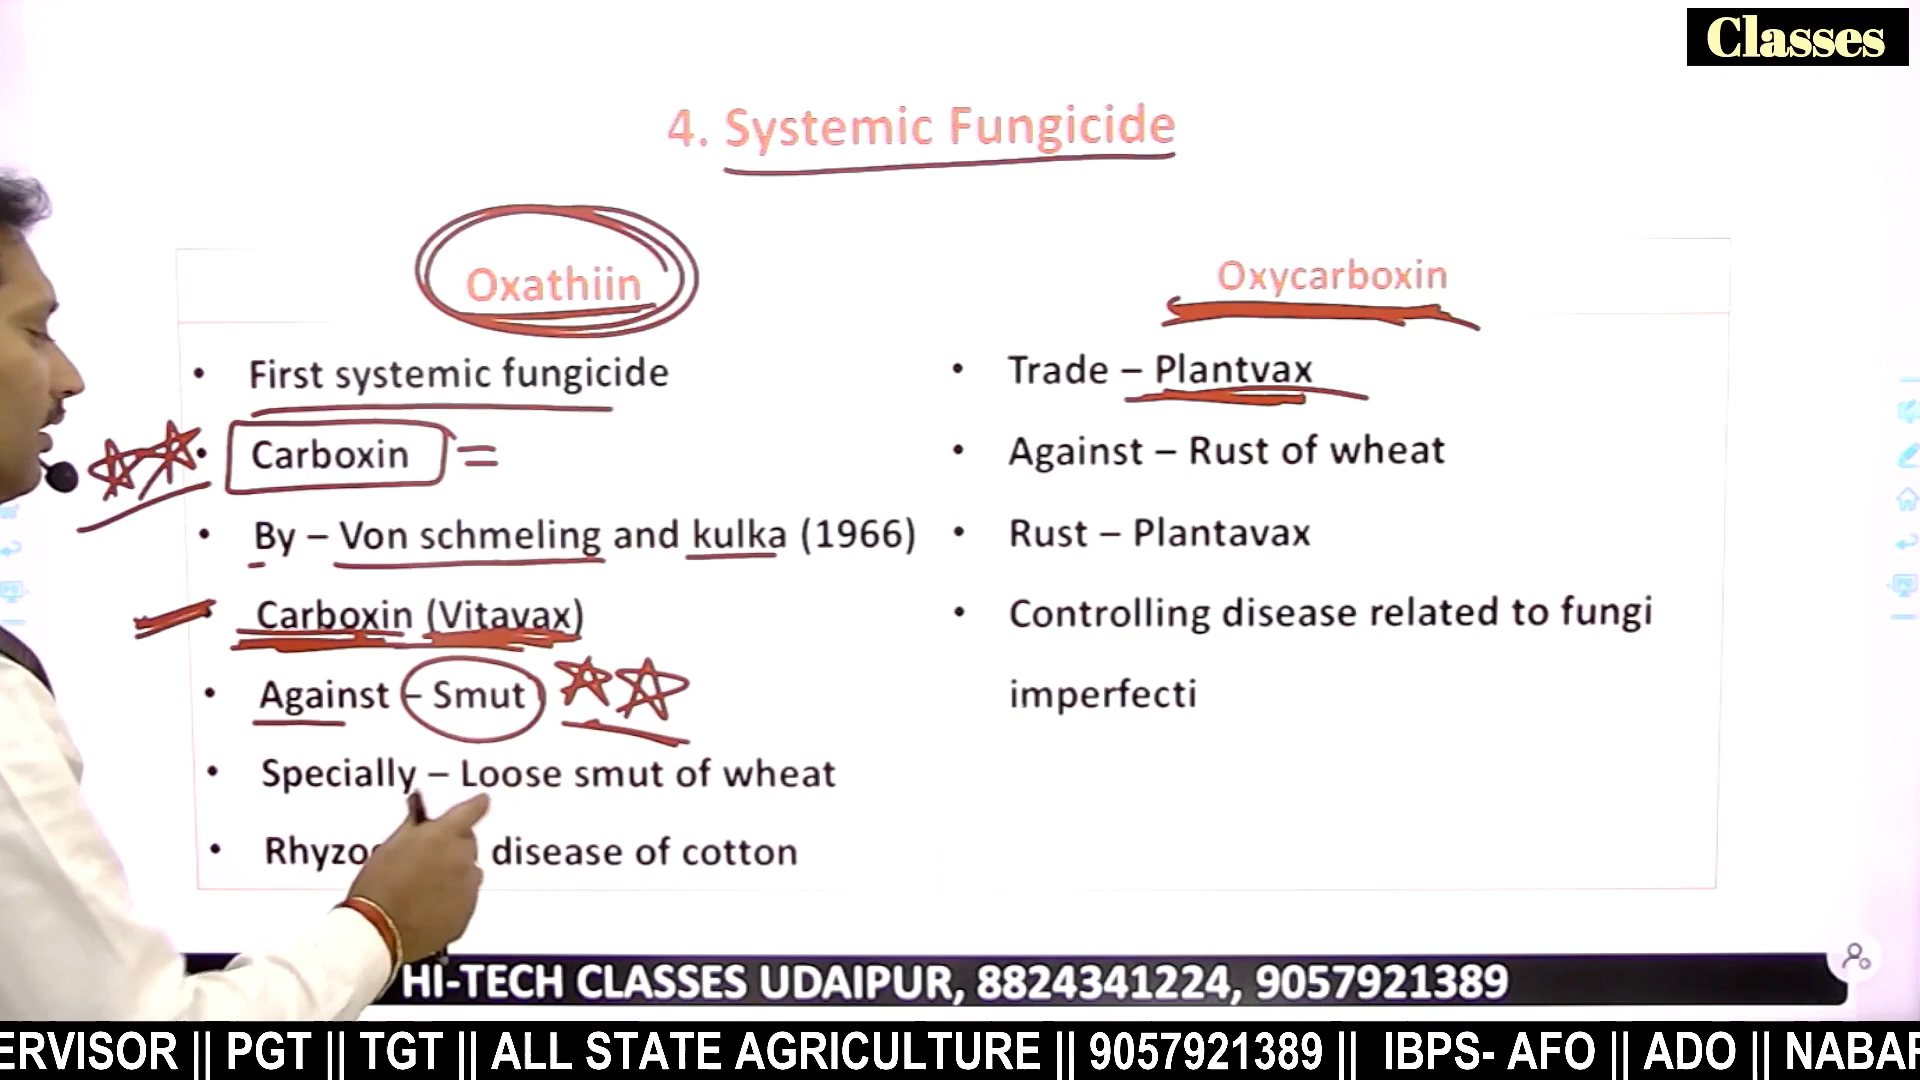 Classes
4. Systemic Fungicide
Oxathiin
• First systemic fungicide
• Carboxin =
• By – Von schmeling and kulka (1966)
Carboxin (Vitavax)
• Against – Smut
• Specially – Loose smut of wheat
• disease of cotton
Oxycarboxin
• Trade – Plantvax
• Against – Rust of wheat
• Rust – Plantavax
• Controlling disease related to fungi
imperfecti
HI-TECH CLASSES UDAIPUR, 8824341224, 9057921389
ERVISOR || PGT || TGT || ALL STATE AGRICULTURE || 9057921389 || IBPS- AFO || ADO || NABAR